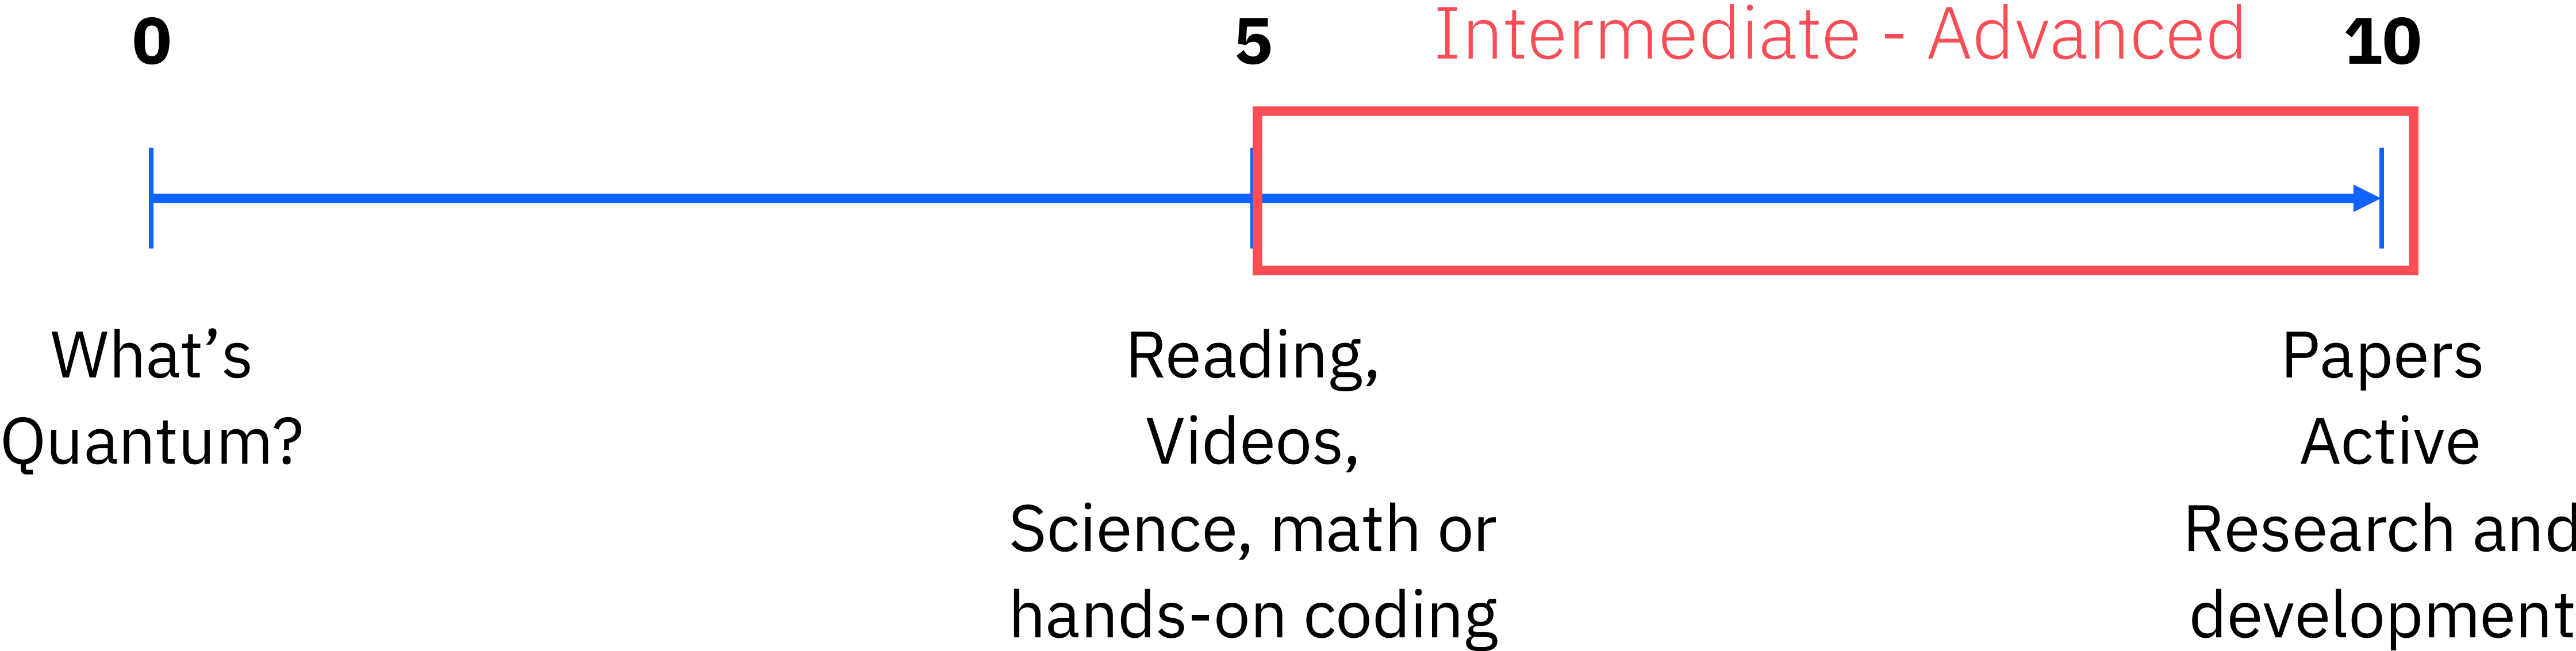 0
5
Intermediate - Advanced
10
What’s
Quantum?
Reading,
Videos,
Science, math or
hands-on coding
Papers
Active
Research and
development